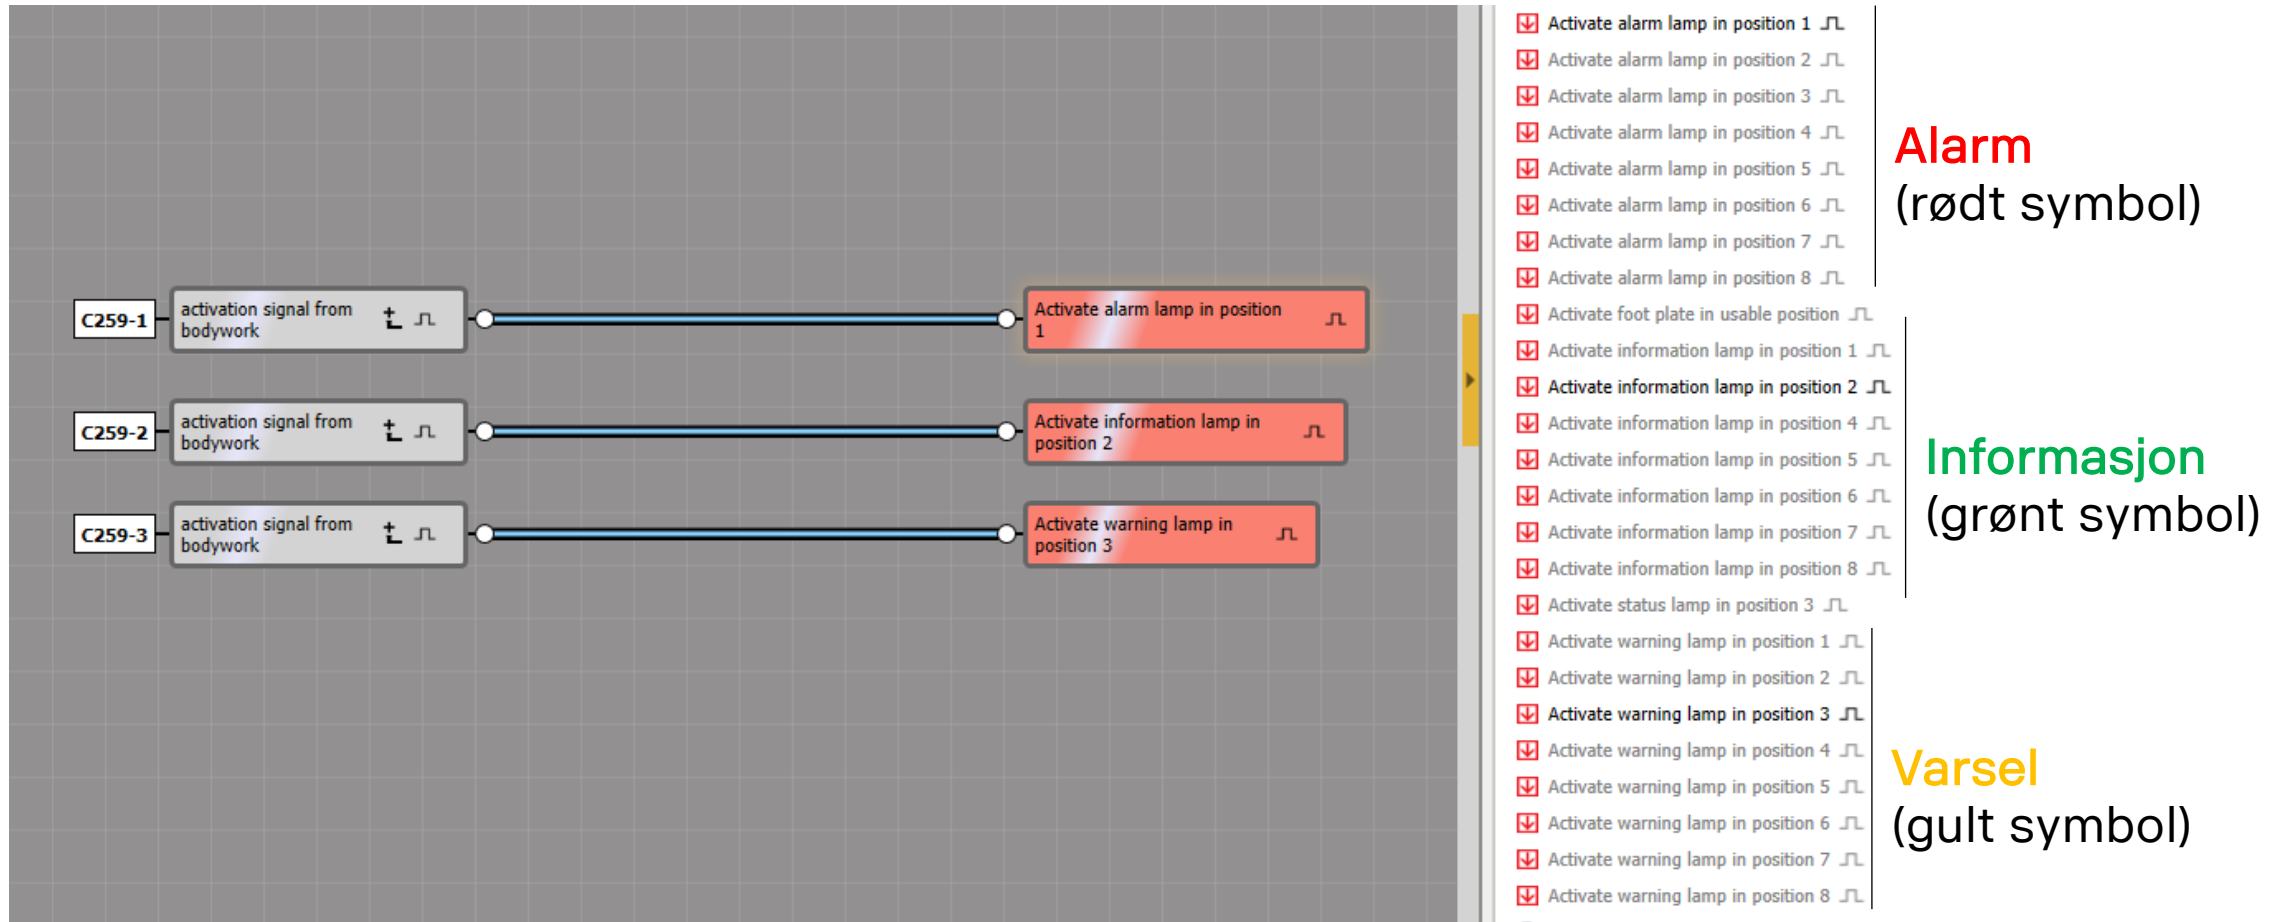 C259-1
activation signal from
bodywork
Activate alarm lamp in position
1
C259-2
activation signal from
bodywork
Activate information lamp in
position 2
C259-3
activation signal from
bodywork
Activate warning lamp in
position 3
Activate alarm lamp in position 1
Activate alarm lamp in position 2
Activate alarm lamp in position 3
Activate alarm lamp in position 4
Activate alarm lamp in position 5
Activate alarm lamp in position 6
Activate alarm lamp in position 7
Activate alarm lamp in position 8
Activate foot plate in usable position
Activate information lamp in position 1
Activate information lamp in position 2
Activate information lamp in position 4
Activate information lamp in position 5
Activate information lamp in position 6
Activate information lamp in position 7
Activate information lamp in position 8
Activate status lamp in position 3
Activate warning lamp in position 1
Activate warning lamp in position 2
Activate warning lamp in position 3
Activate warning lamp in position 4
Activate warning lamp in position 5
Activate warning lamp in position 6
Activate warning lamp in position 7
Activate warning lamp in position 8
Alarm
(rødt symbol)
Informasjon
(grønt symbol)
Varsel
(gult symbol)